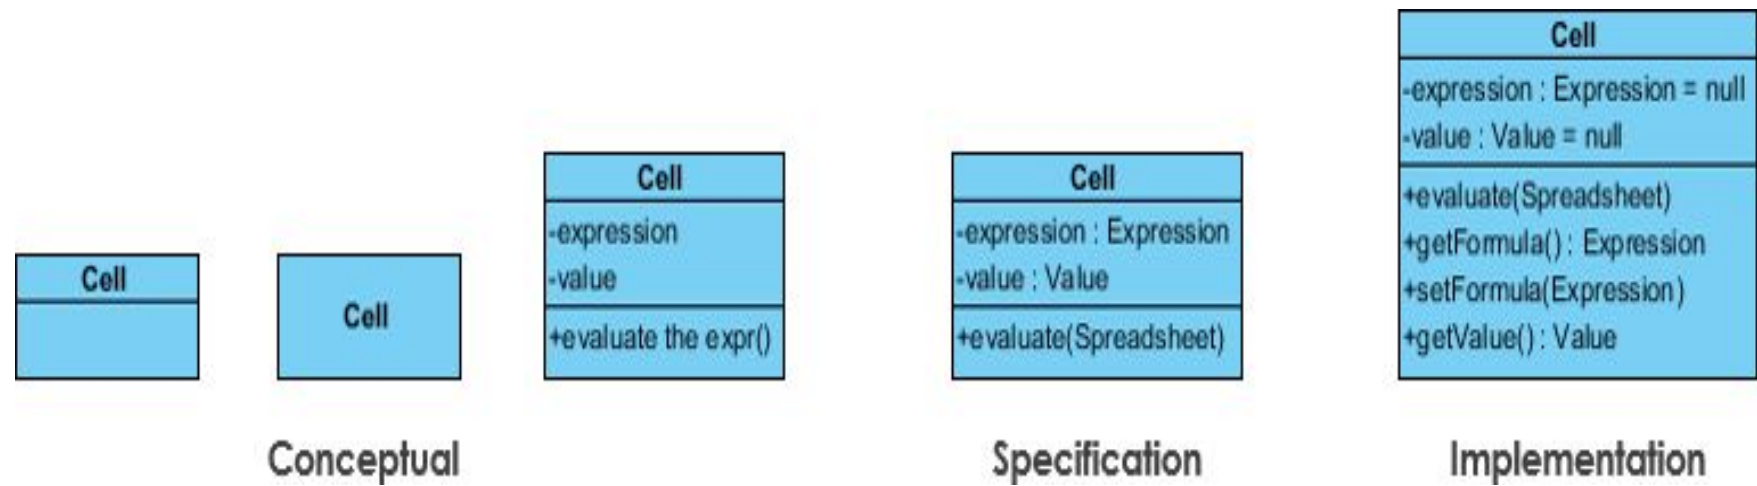 Cell
Cell
Cell
-expression
-value
+evaluate the expr()
Cell
-expression : Expression
-value : Value
+evaluate(Spreadsheet)
Cell
-expression : Expression = null
-value : Value = null
+evaluate(Spreadsheet)
+getFormula() : Expression
+setFormula(Expression)
+getValue() : Value
Conceptual
Specification
Implementation